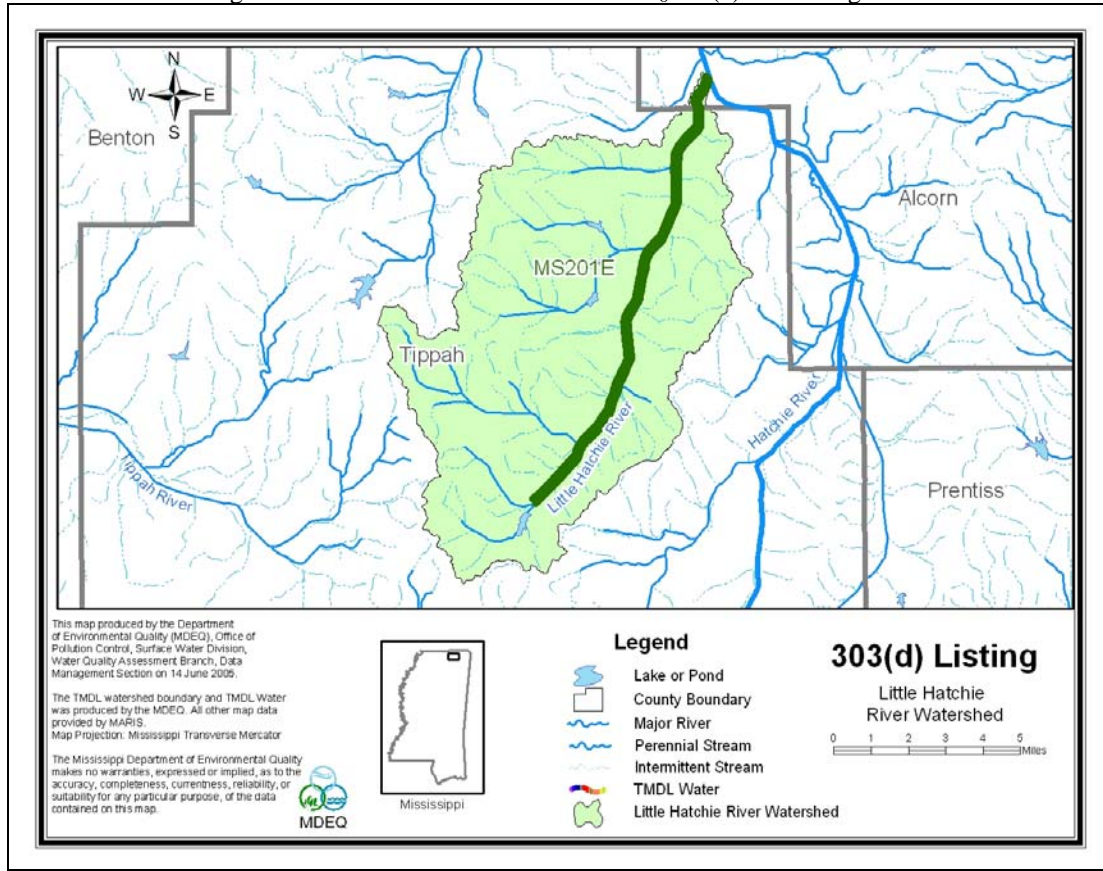 N
W E
S
Benton
Alcorn
MS201E
Tippah
Little Hatchie River
Hatchie River
Tippah River
Prentiss
This map produced by the Department
of Environmental Quality (MDEQ), Office of
Pollution Control, Surface Water Division,
Water Quality Assessment Branch, Data
Management Section on 14 June 2005.
The TMDL watershed boundary and TMDL Water
was produced by the MDEQ. All other map data
provided by MARIS.
Map Projection: Mississippi Transverse Mercator
The Mississippi Department of Environmental Quality
makes no warranties, expressed or implied, as to the
accuracy, completeness, currentness, reliability, or
suitability for any particular purpose, of the data
contained on this map.
MDEQ
Mississippi
Legend
Lake or Pond
County Boundary
Major River
Perennial Stream
Intermittent Stream
TMDL Water
Little Hatchie River Watershed
303(d) Listing
Little Hatchie
River Watershed
0 1 2 3 4 5
Miles